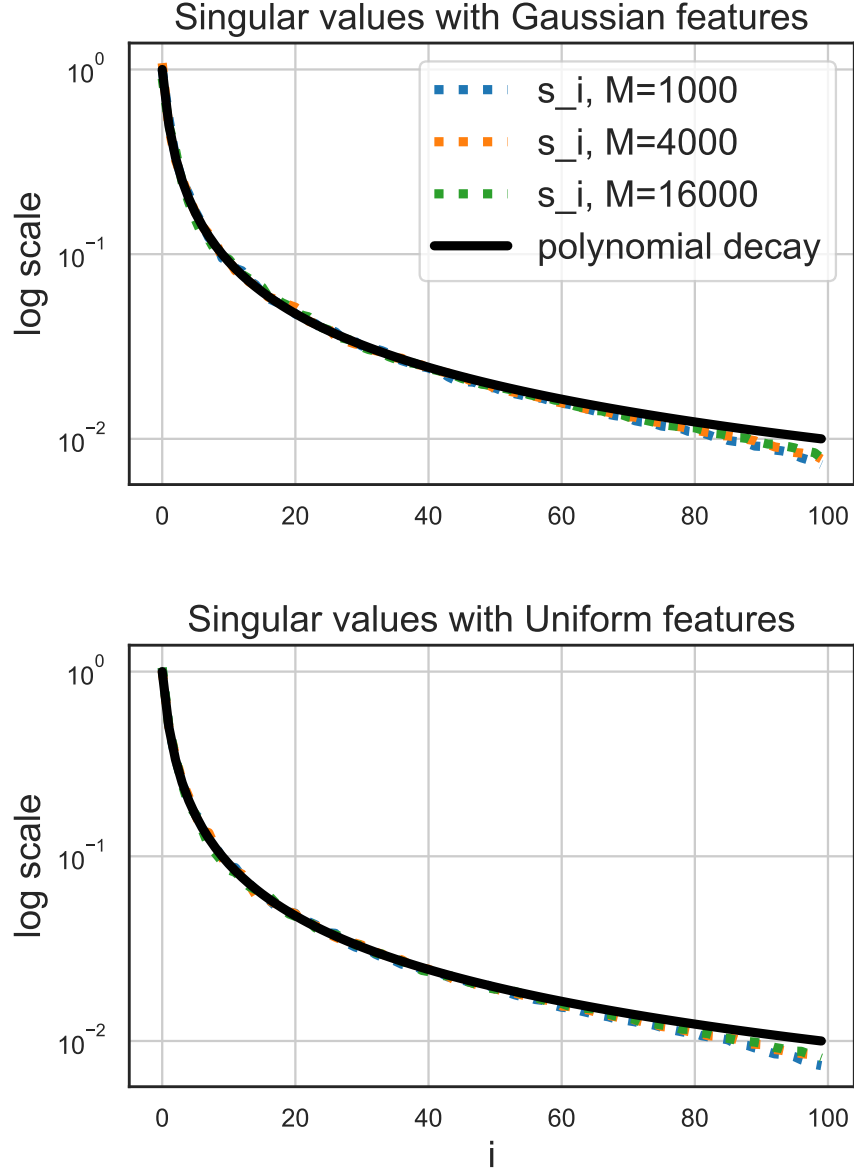 Singular values with Gaussian features
10^0
10^-1
10^-2
log scale
s_i, M=1000
s_i, M=4000
s_i, M=16000
polynomial decay
0 20 40 60 80 100
Singular values with Uniform features
10^0
10^-1
10^-2
log scale
0 20 40 60 80 100
i